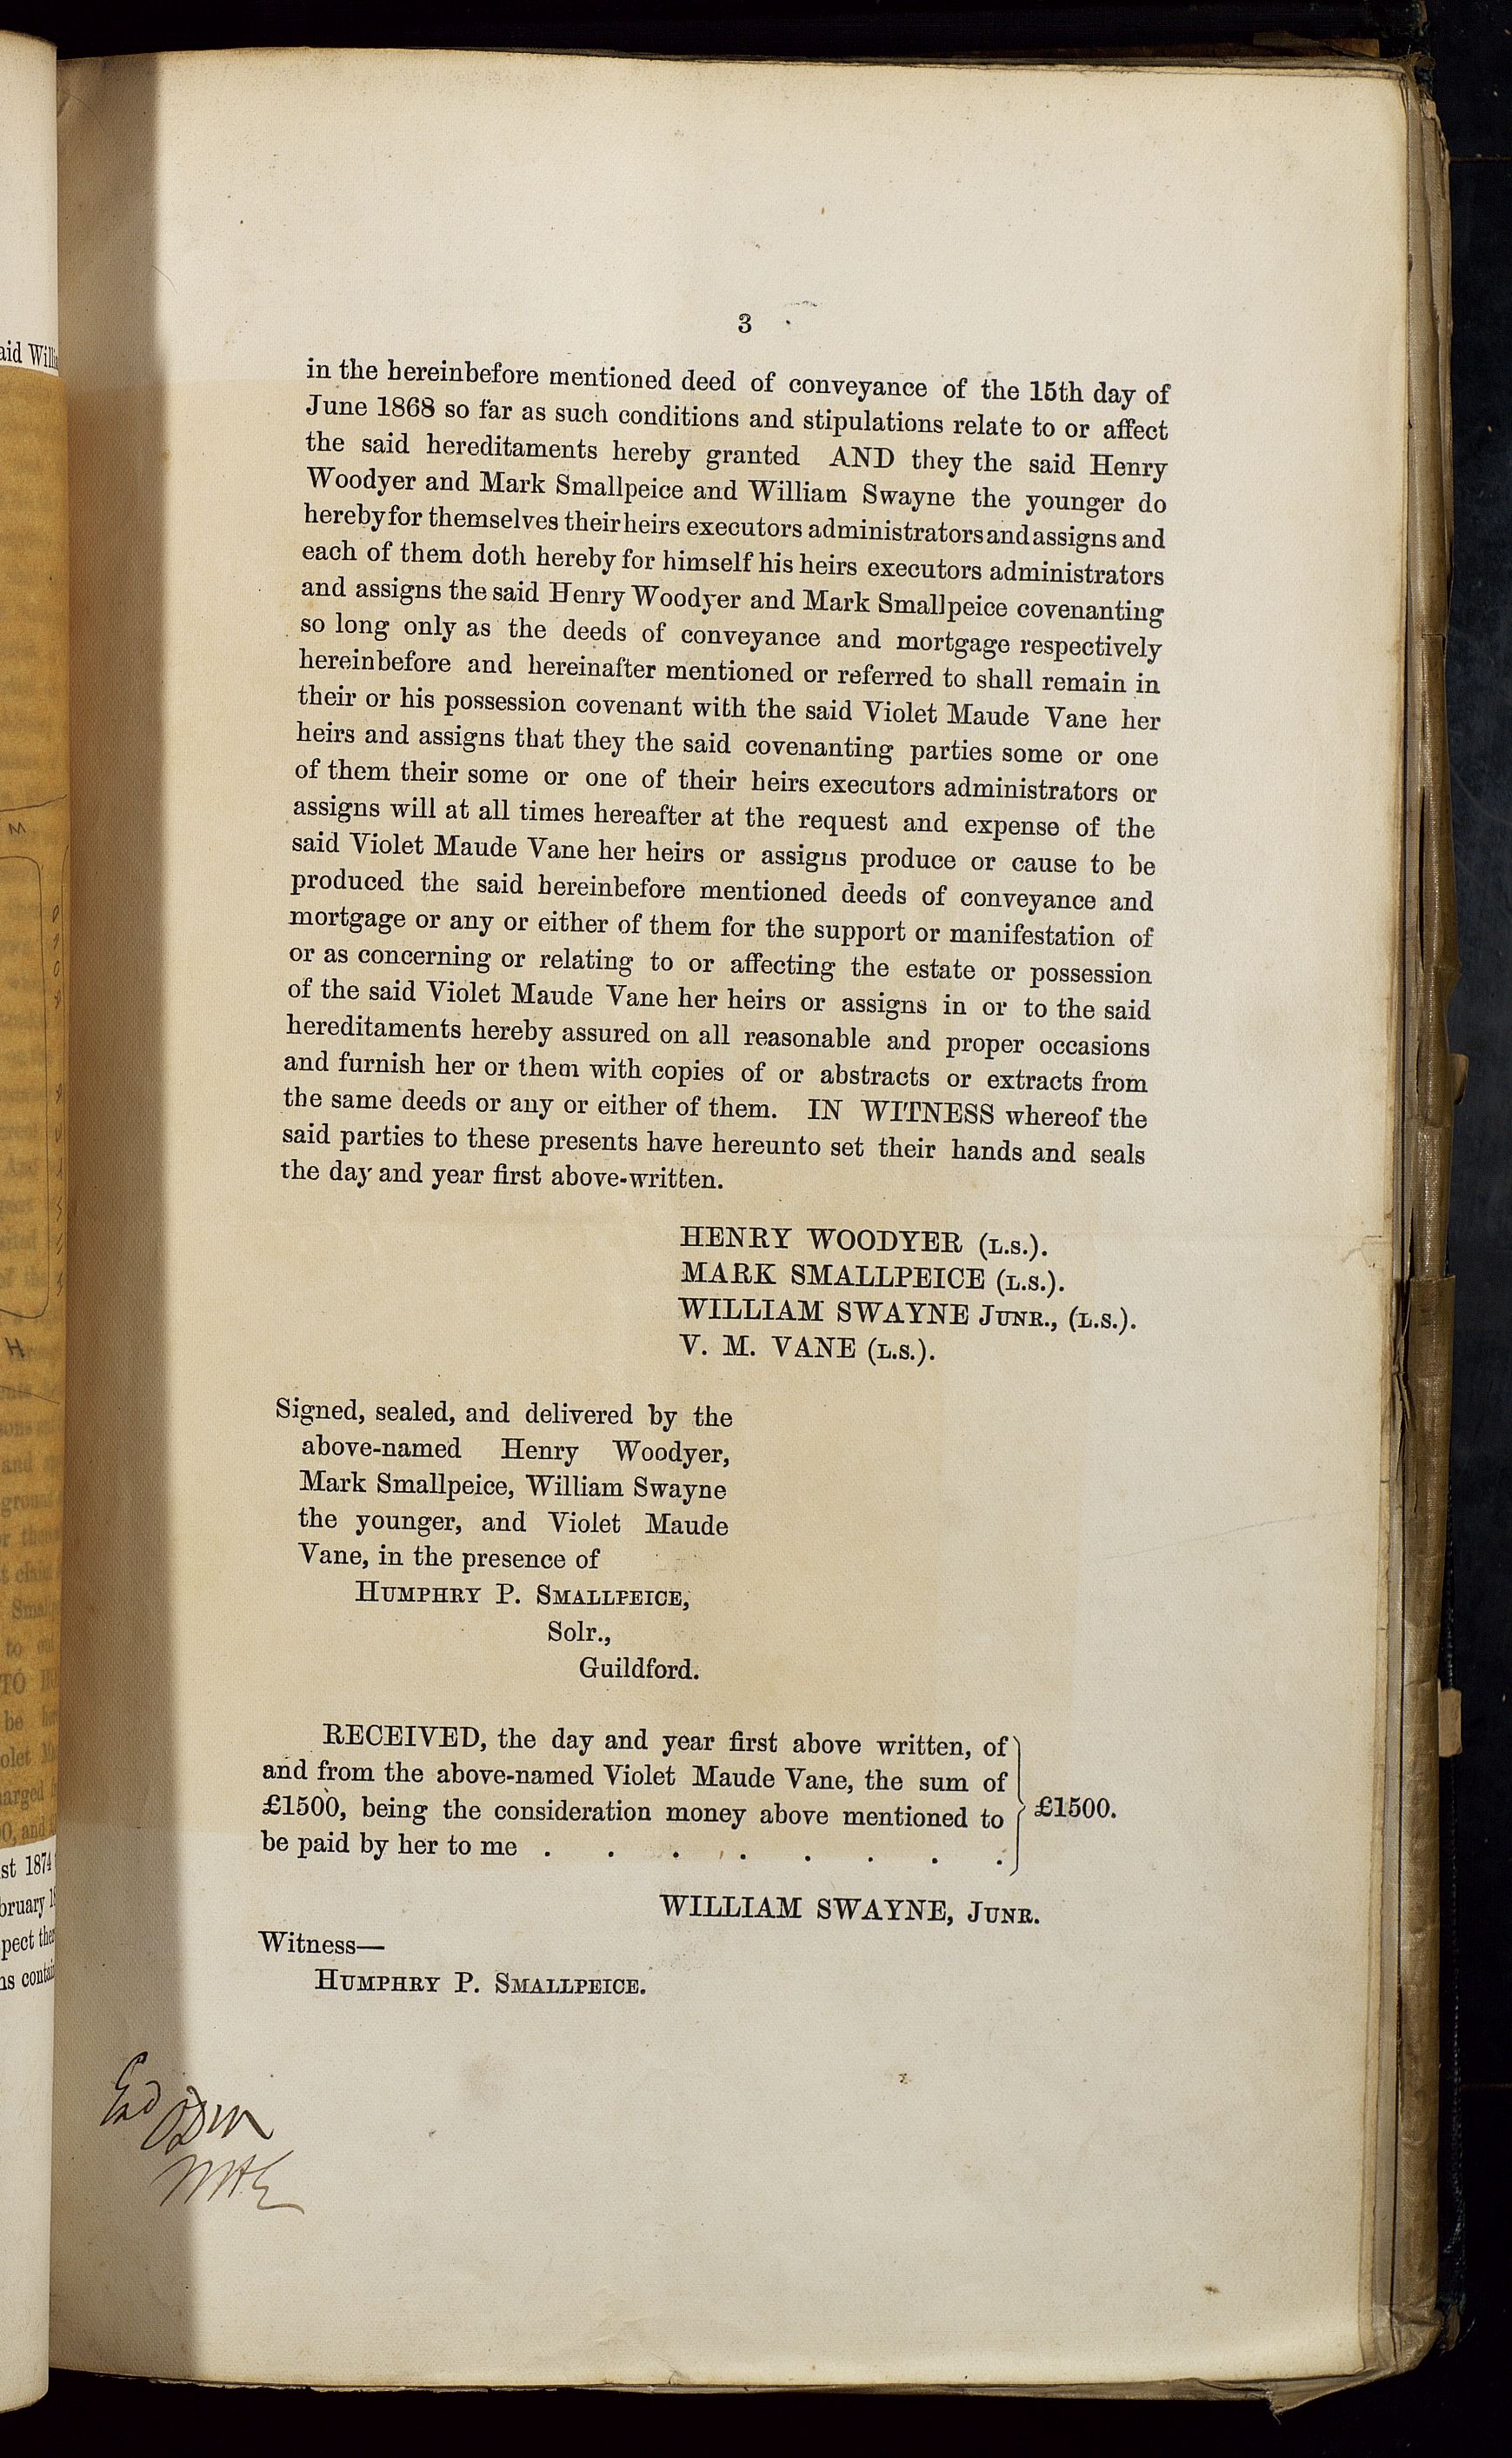 3
in the hereinbefore mentioned deed of conveyance of the 15th day of
June 1868 so far as such conditions and stipulations relate to or affect
the said hereditaments hereby granted AND they the said Henry
Woodyer and Mark Smallpeice and William Swayne the younger do
hereby for themselves their heirs executors administrators and assigns and
each of them doth hereby for himself his heirs executors administrators
and assigns the said Henry Woodyer and Mark Smallpeice covenanting
so long only as the deeds of conveyance and mortgage respectively
hereinbefore and hereinafter mentioned or referred to shall remain in
their or his possession covenant with the said Violet Maude Vane her
heirs and assigns that they the said covenanting parties some or one
of them their some or one of their heirs executors administrators or
assigns will at all times hereafter at the request and expense of the
said Violet Maude Vane her heirs or assigns produce or cause to be
produced the said hereinbefore mentioned deeds of conveyance and
mortgage or any or either of them for the support or manifestation of
or as concerning or relating to or affecting the estate or possession
of the said Violet Maude Vane her heirs or assigns in or to the said
hereditaments hereby assured on all reasonable and proper occasions
and furnish her or them with copies of or abstracts or extracts from
the same deeds or any or either of them. IN WITNESS whereof the
said parties to these presents have hereunto set their hands and seals
the day and year first above-written.
HENRY WOODYER (L.S.).
MARK SMALLPEICE (L.S.).
WILLIAM SWAYNE JUNR., (L.S.).
V. M. VANE (L.S.).
Signed, sealed, and delivered by the
above-named Henry Woodyer,
Mark Smallpeice, William Swayne
the younger, and Violet Maude
Vane, in the presence of
HUMPHRY P. SMALLPEICE,
Solr.,
Guildford.
RECEIVED, the day and year first above written, of
and from the above-named Violet Maude Vane, the sum of
£1500, being the consideration money above mentioned to
be paid by her to me . . . . . . . .
£1500.
WILLIAM SWAYNE, JUNR.
Witness—
HUMPHRY P. SMALLPEICE.